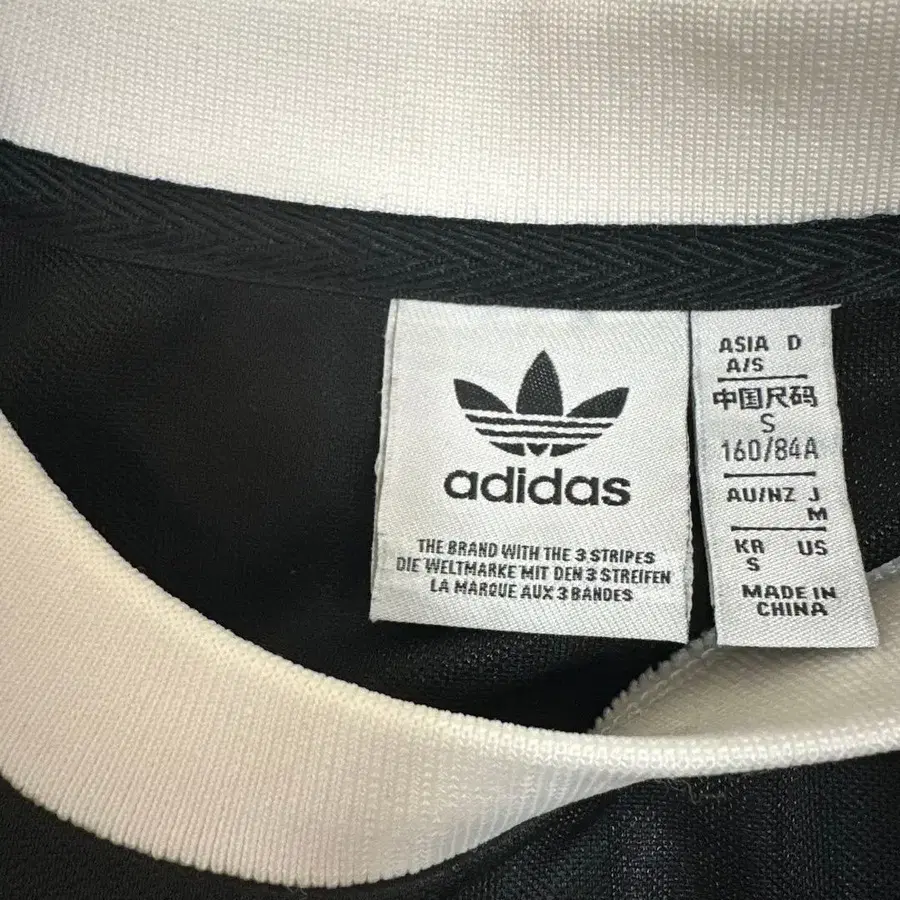 adidas
THE BRAND WITH THE 3 STRIPES
DIE WELTMARKE MIT DEN 3 STREIFEN
LA MARQUE AUX 3 BANDES
ASIA D
A/S
中国尺码
S
160/84A
AU/NZ J
M
KR US
S
MADE IN
CHINA